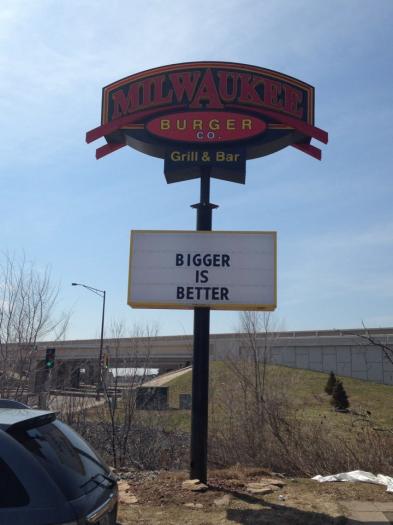 MILWAUKEE
BURGER
CO.
Grill & Bar
BIGGER
IS
BETTER